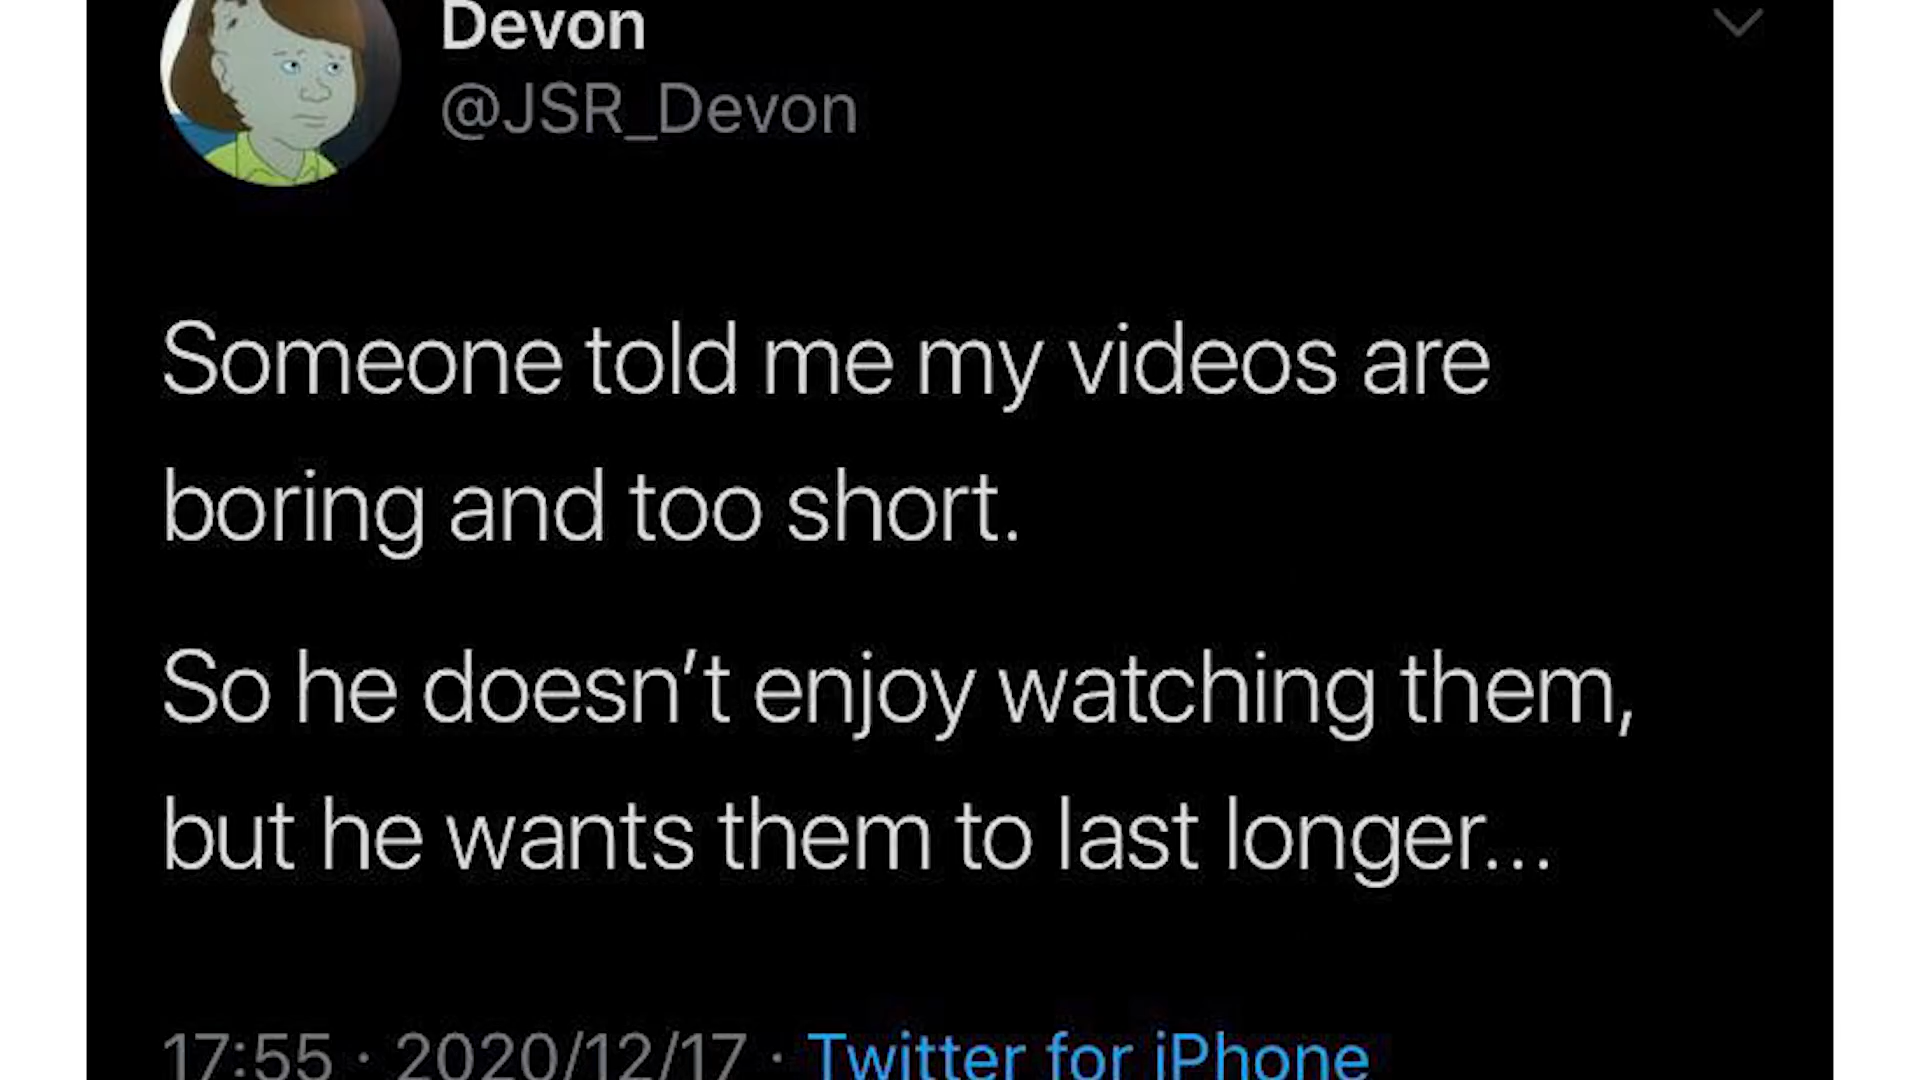 Devon
@JSR_Devon
Someone told me my videos are
boring and too short.
So he doesn’t enjoy watching them,
but he wants them to last longer...
17:55 · 2020/12/17 · Twitter for iPhone